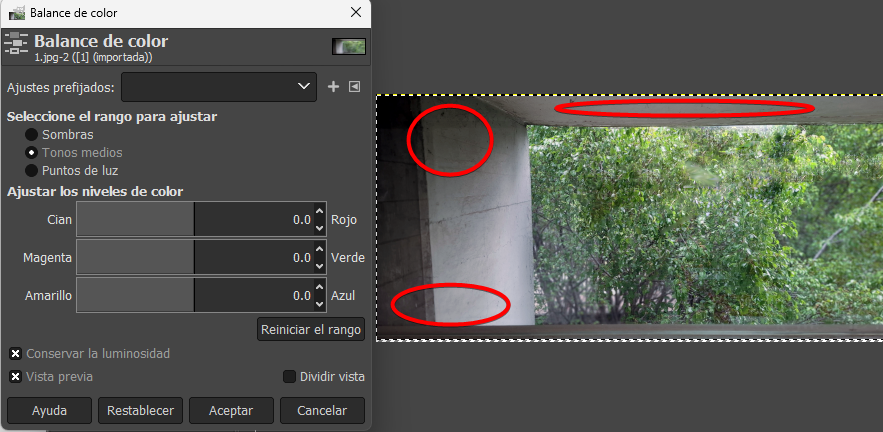 Balance de color
Balance de color
1.jpg-2 ([1] (importada))
Ajustes prefijados:
Seleccione el rango para ajustar
Sombras
Tonos medios
Puntos de luz
Ajustar los niveles de color
Cian 0.0 Rojo
Magenta 0.0 Verde
Amarillo 0.0 Azul
Reiniciar el rango
Conservar la luminosidad
Vista previa Dividir vista
Ayuda Restablecer Aceptar Cancelar